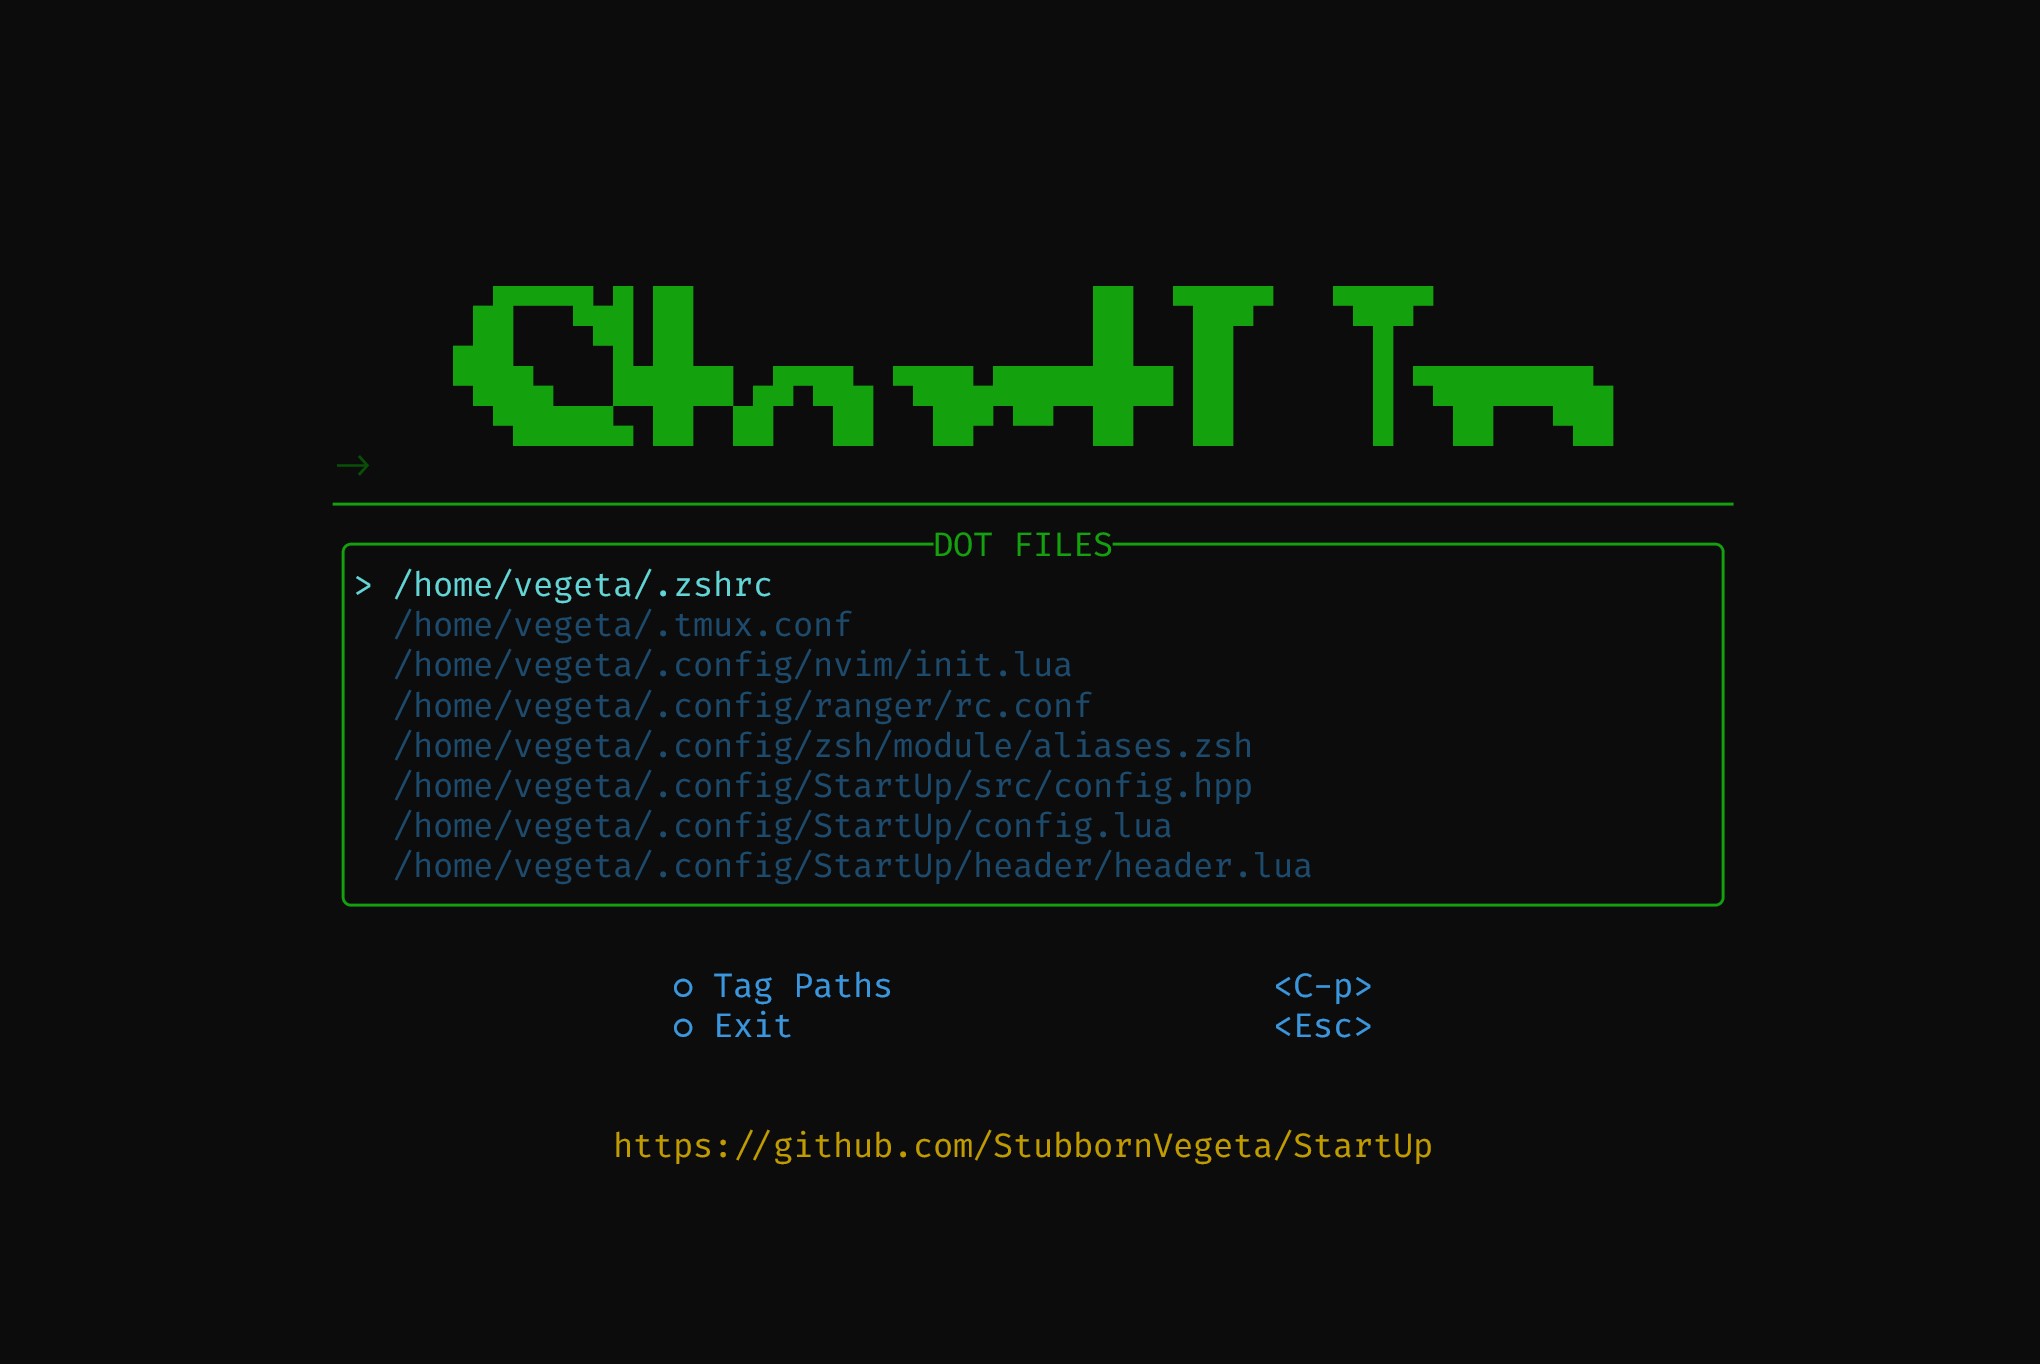 →
DOT FILES
> /home/vegeta/.zshrc
/home/vegeta/.tmux.conf
/home/vegeta/.config/nvim/init.lua
/home/vegeta/.config/ranger/rc.conf
/home/vegeta/.config/zsh/module/aliases.zsh
/home/vegeta/.config/StartUp/src/config.hpp
/home/vegeta/.config/StartUp/config.lua
/home/vegeta/.config/StartUp/header/header.lua
○ Tag Paths <C-p>
○ Exit <Esc>
https://github.com/StubbornVegeta/StartUp